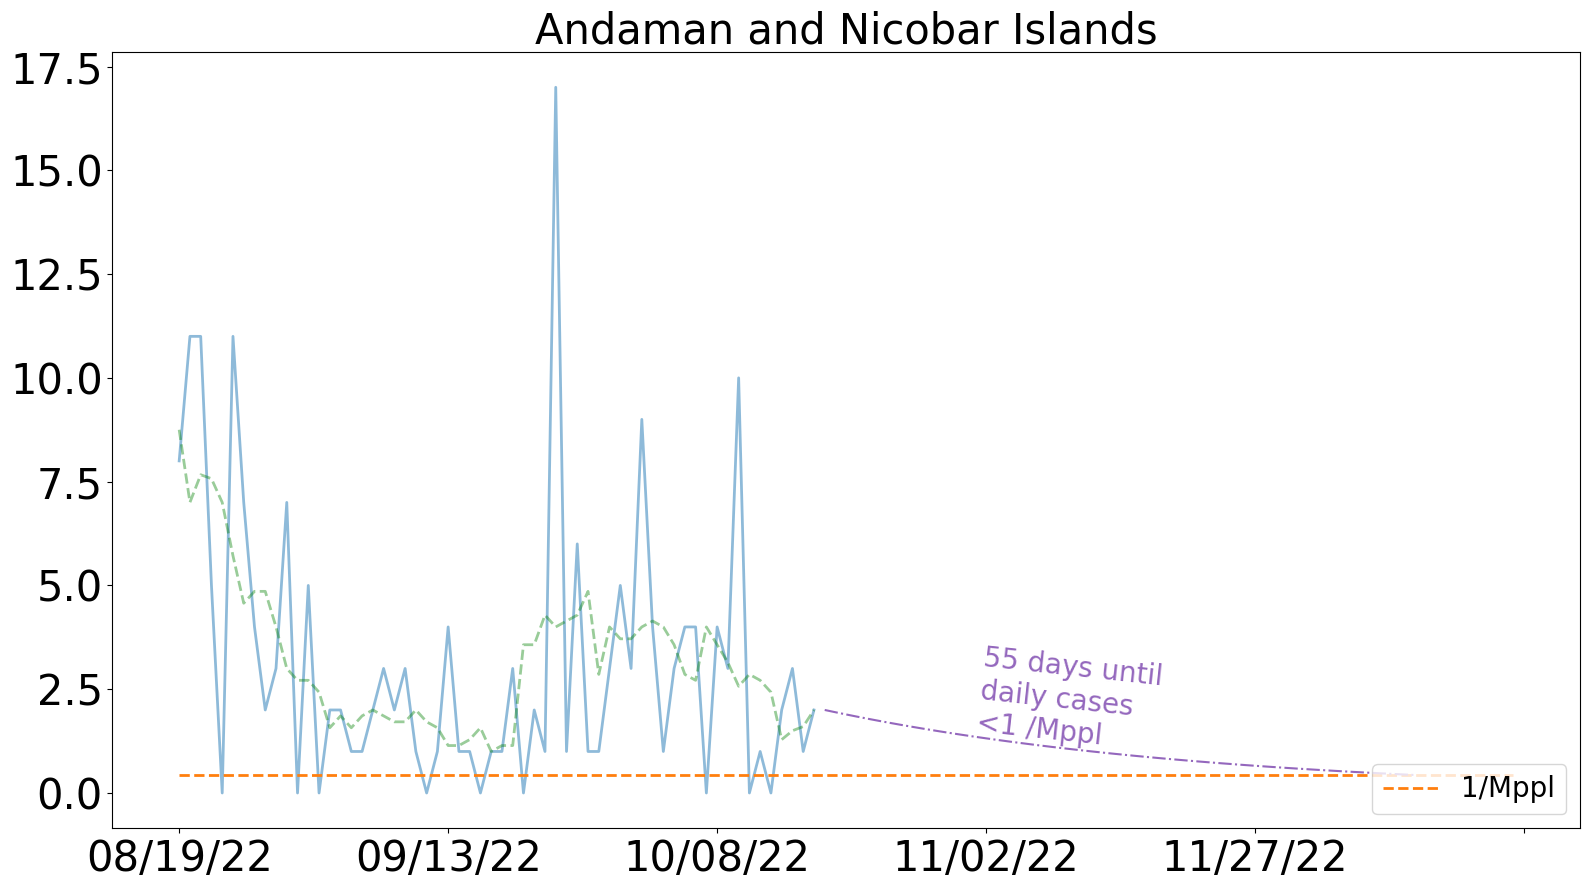 Andaman and Nicobar Islands
17.5
15.0
12.5
10.0
7.5
5.0
2.5
0.0
55 days until
daily cases
<1 /Mppl
1/Mppl
08/19/22
09/13/22
10/08/22
11/02/22
11/27/22